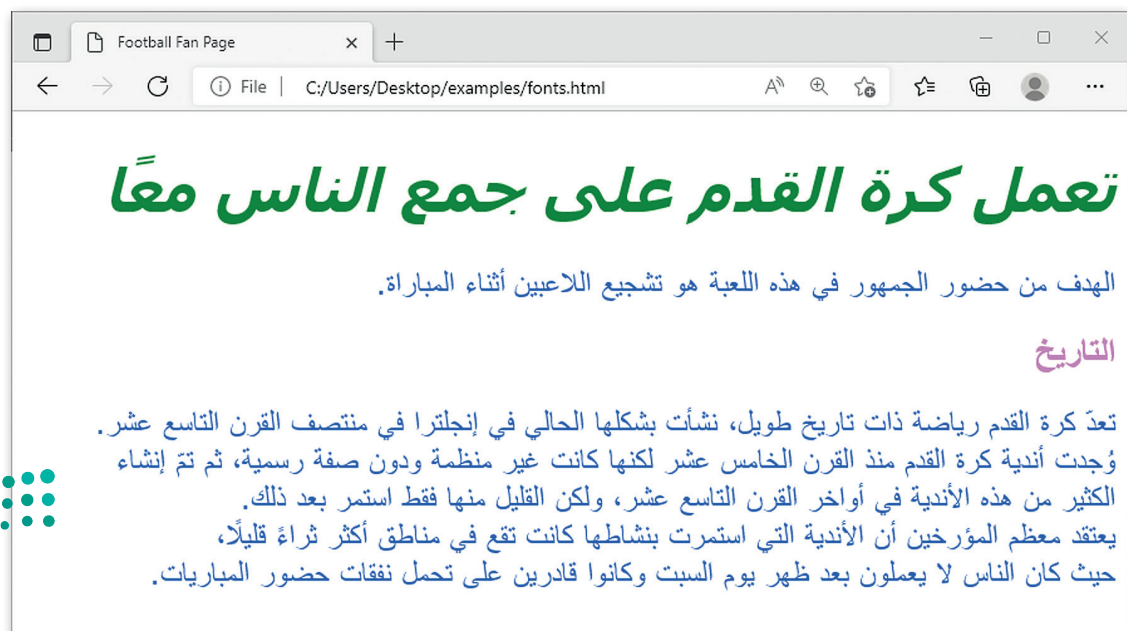 Football Fan Page
File | C:/Users/Desktop/examples/fonts.html
تعمل كرة القدم على جمع الناس معًا
الهدف من حضور الجمهور في هذه اللعبة هو تشجيع اللاعبين أثناء المباراة.
التاريخ
تعدّ كرة القدم رياضة ذات تاريخ طويل، نشأت بشكلها الحالي في إنجلترا في منتصف القرن التاسع عشر.
وُجدت أندية كرة القدم منذ القرن الخامس عشر لكنها كانت غير منظمة ودون صفة رسمية، ثم تمّ إنشاء
الكثير من هذه الأندية في أواخر القرن التاسع عشر، ولكن القليل منها فقط استمر بعد ذلك.
يعتقد معظم المؤرخين أن الأندية التي استمرت بنشاطها كانت تقع في مناطق أكثر ثراءً قليلًا،
حيث كان الناس لا يعملون بعد ظهر يوم السبت وكانوا قادرين على تحمل نفقات حضور المباريات.